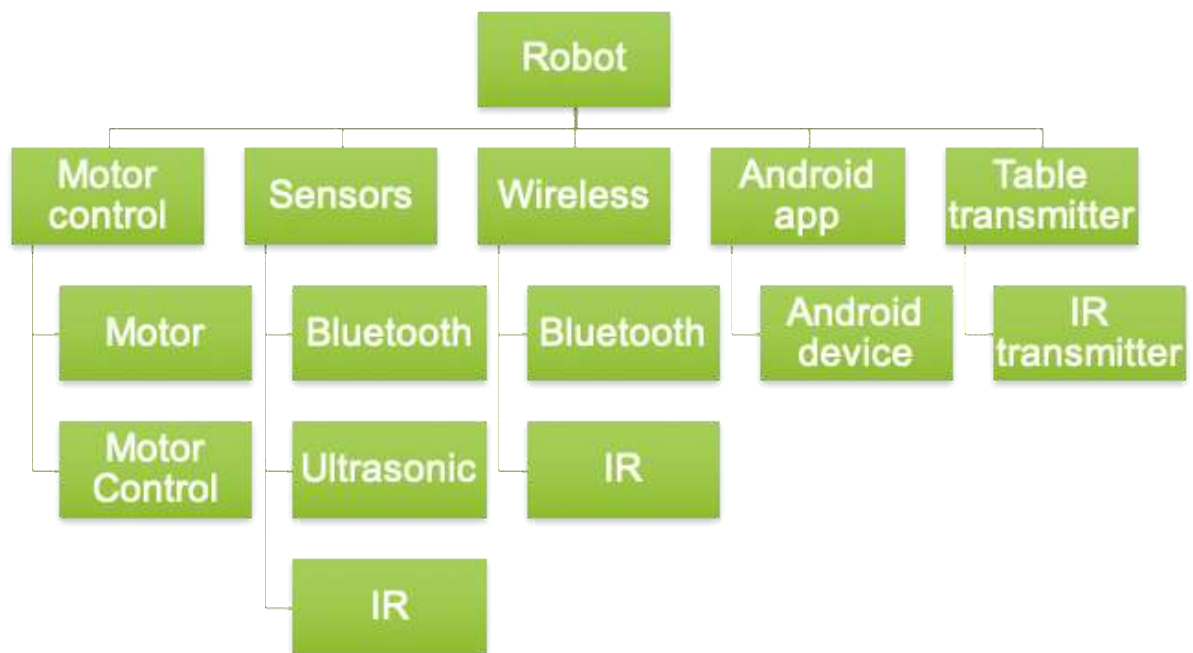 Robot
Motor
control
Sensors
Wireless
Android
app
Table
transmitter
Motor
Bluetooth
Bluetooth
Android
device
IR
transmitter
Motor
Control
Ultrasonic
IR
IR